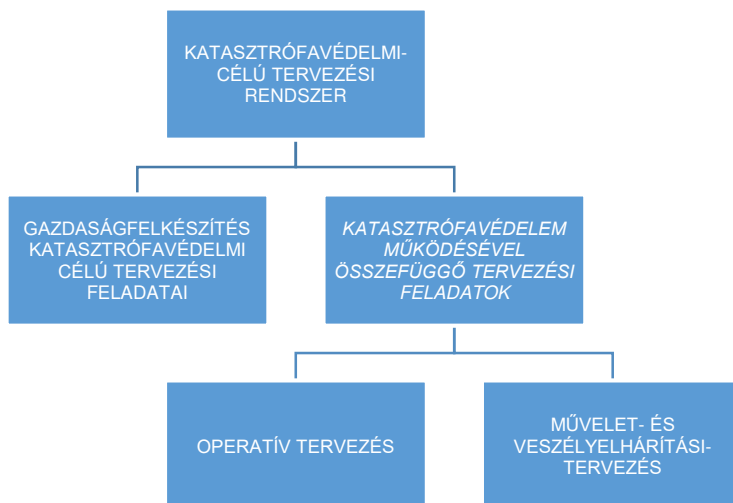 KATASZTRÓFAVÉDELMI-
CÉLÚ TERVEZÉSI
RENDSZER
GAZDASÁGFELKÉSZÍTÉS
KATASZTRÓFAVÉDELMI
CÉLÚ TERVEZÉSI
FELADATAI
KATASZTRÓFAVÉDELEM
MŰKÖDÉSÉVEL
ÖSSZEFÜGGŐ TERVEZÉSI
FELADATOK
OPERATÍV TERVEZÉS
MŰVELET- ÉS
VESZÉLYELHÁRÍTÁSI-
TERVEZÉS